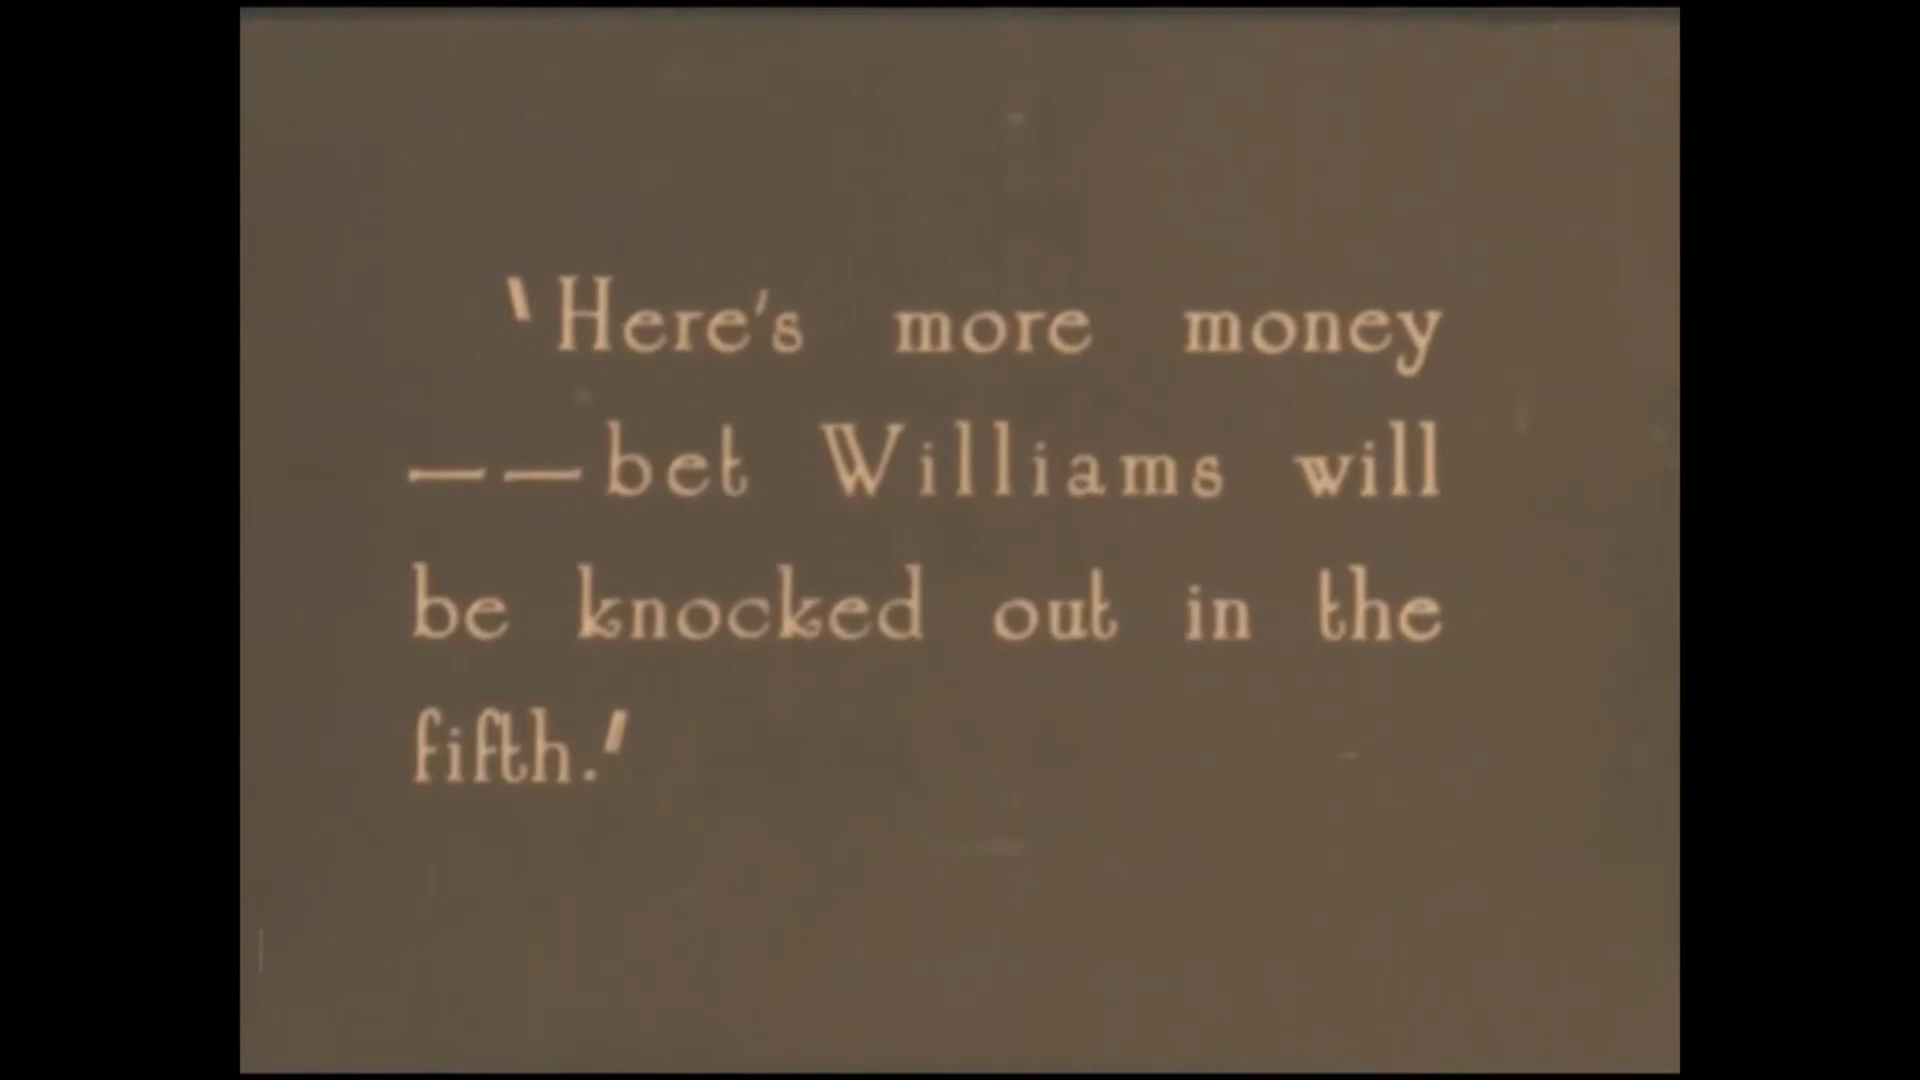 'Here's more money
——bet Williams will
be knocked out in the
fifth.'